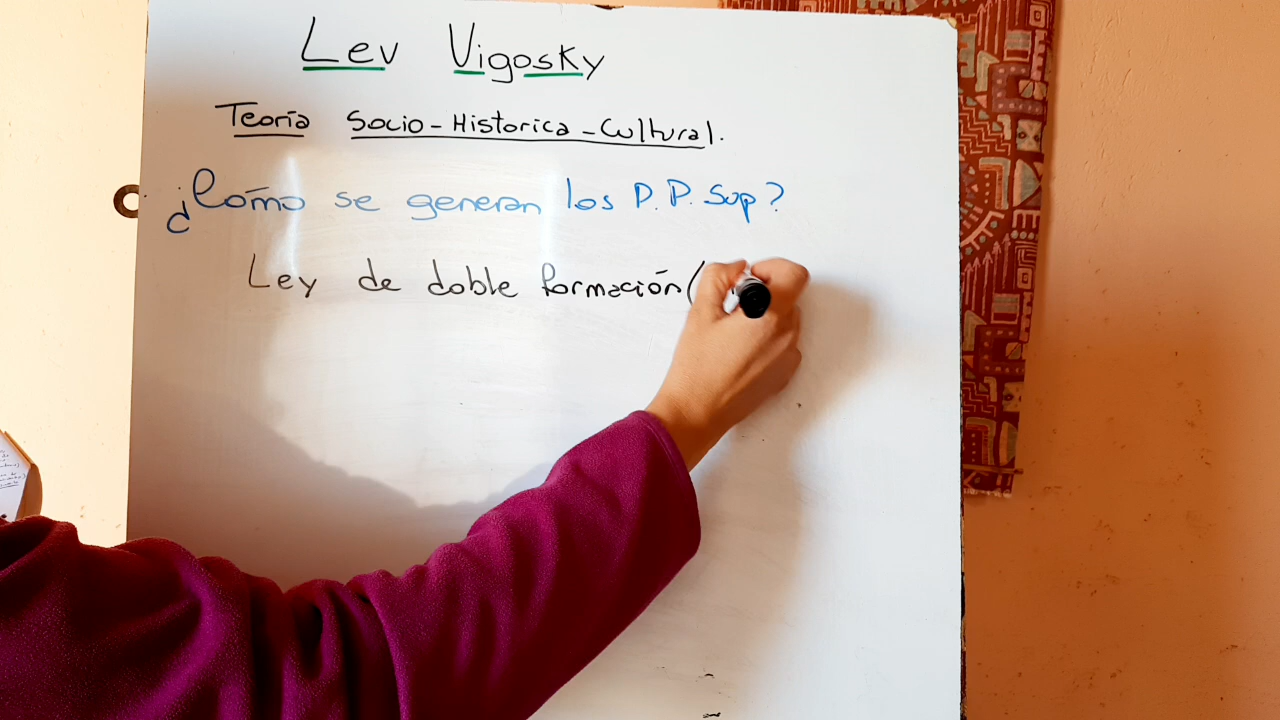 Lev Vigosky
Teoría Socio-Historica-Cultural.
¿Cómo se generan los P.P. Sup?
Ley de doble formación(